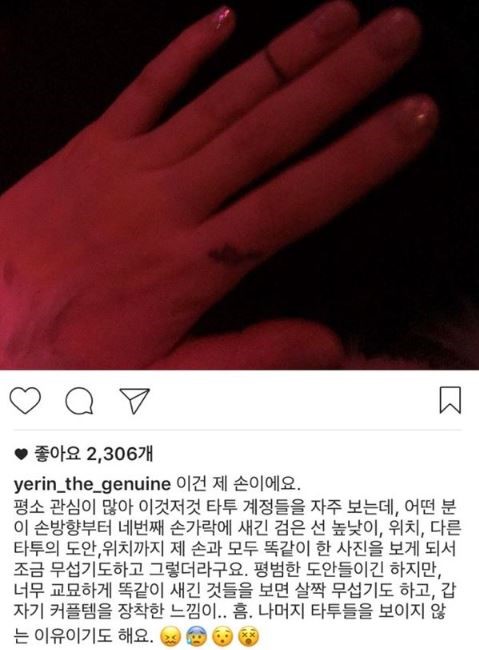 좋아요 2,306개
yerin_the_genuine 이건 제 손이에요.
평소 관심이 많아 이것저것 타투 계정들을 자주 보는데, 어떤 분
이 손방향부터 네번째 손가락에 새긴 검은 선 높낮이, 위치, 다른
타투의 도안,위치까지 제 손과 모두 똑같이 한 사진을 보게 되서
조금 무섭기도하고 그렇더라구요. 평범한 도안들이긴 하지만,
너무 교묘하게 똑같이 새긴 것들을 보면 살짝 무섭기도 하고, 갑
자기 커플템을 장착한 느낌이.. 흠. 나머지 타투들을 보이지 않
는 이유이기도 해요. 😖😰😯😵